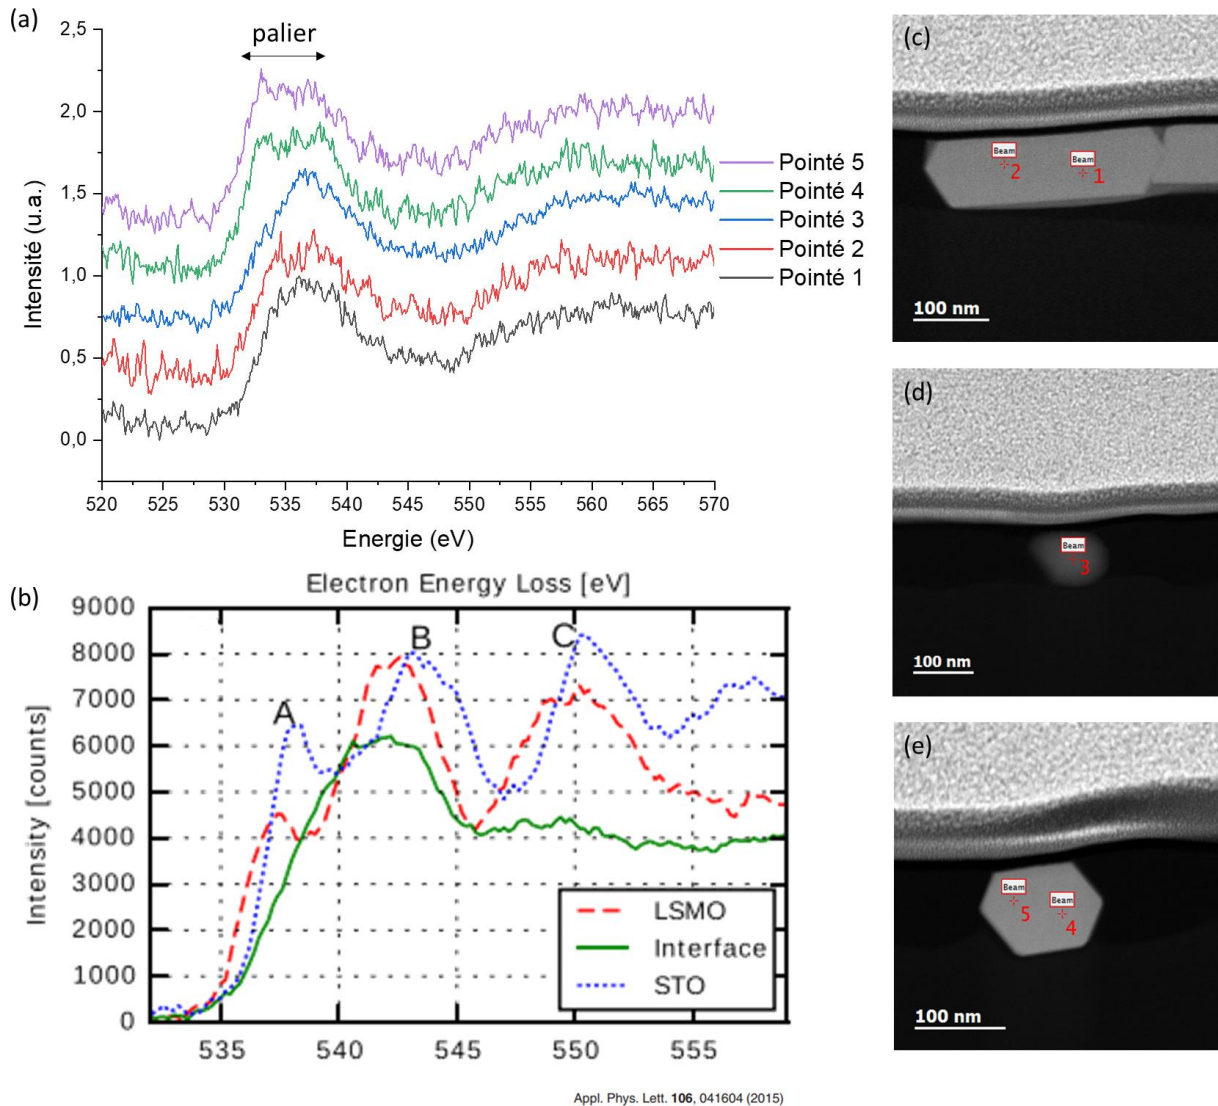 (a)
palier
2,5
2,0
1,5
1,0
0,5
0,0
Intensité (u.a.)
520 525 530 535 540 545 550 555 560 565 570
Energie (eV)
Pointé 5
Pointé 4
Pointé 3
Pointé 2
Pointé 1
(b)
Electron Energy Loss [eV]
9000
8000
7000
6000
5000
4000
3000
2000
1000
0
Intensity [counts]
A
B
C
LSMO
Interface
STO
535 540 545 550 555
Appl. Phys. Lett. 106, 041604 (2015)
(c)
Beam
Beam
2
1
100 nm
(d)
Beam
3
100 nm
(e)
Beam
Beam
5
4
100 nm